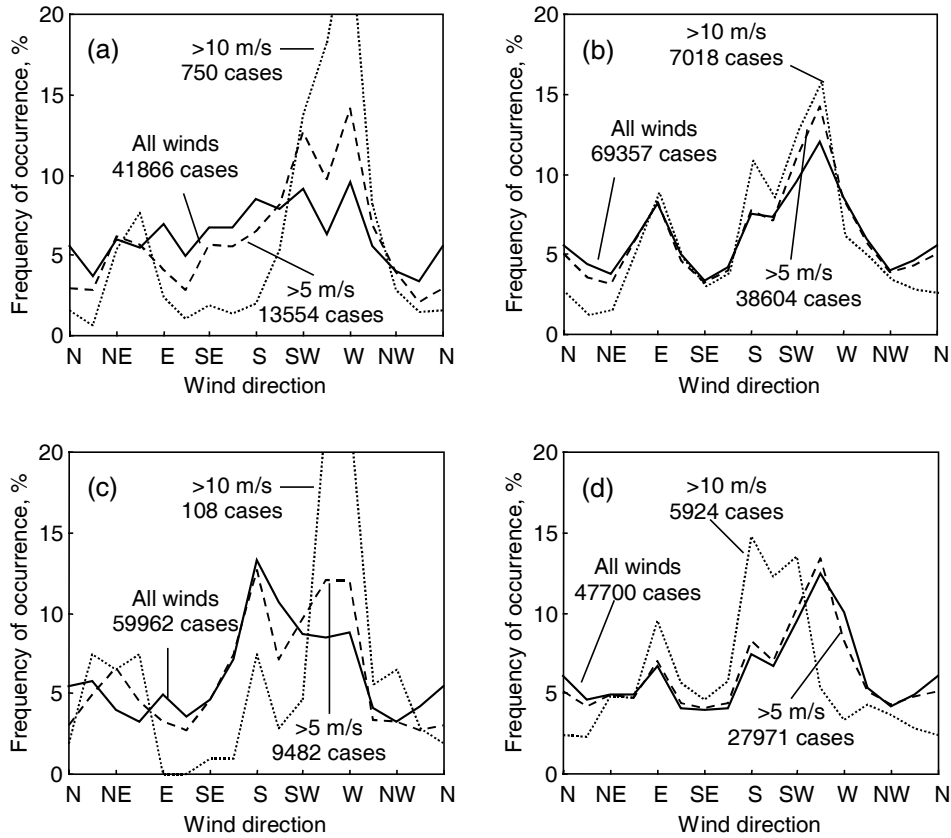 20
15
10
5
0
Frequency of occurrence, %
(a)
>10 m/s
750 cases
All winds
41866 cases
>5 m/s
13554 cases
N NE E SE S SW W NW N
Wind direction
20
15
10
5
0
Frequency of occurrence, %
(b)
>10 m/s
7018 cases
All winds
69357 cases
>5 m/s
38604 cases
N NE E SE S SW W NW N
Wind direction
20
15
10
5
0
Frequency of occurrence, %
(c)
>10 m/s
108 cases
All winds
59962 cases
>5 m/s
9482 cases
N NE E SE S SW W NW N
Wind direction
20
15
10
5
0
Frequency of occurrence, %
(d)
>10 m/s
5924 cases
All winds
47700 cases
>5 m/s
27971 cases
N NE E SE S SW W NW N
Wind direction